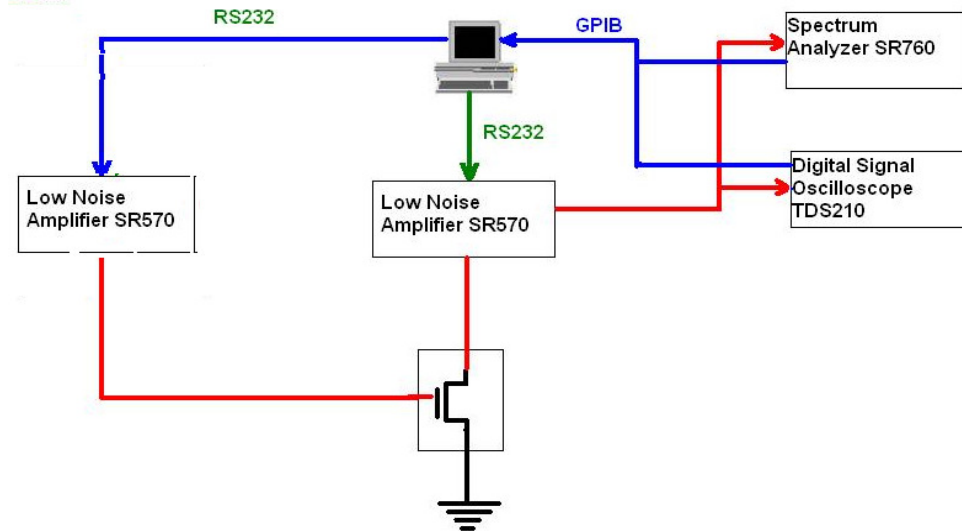 RS232
GPIB
Spectrum
Analyzer SR760
RS232
Digital Signal
Oscilloscope
TDS210
Low Noise
Amplifier SR570
Low Noise
Amplifier SR570